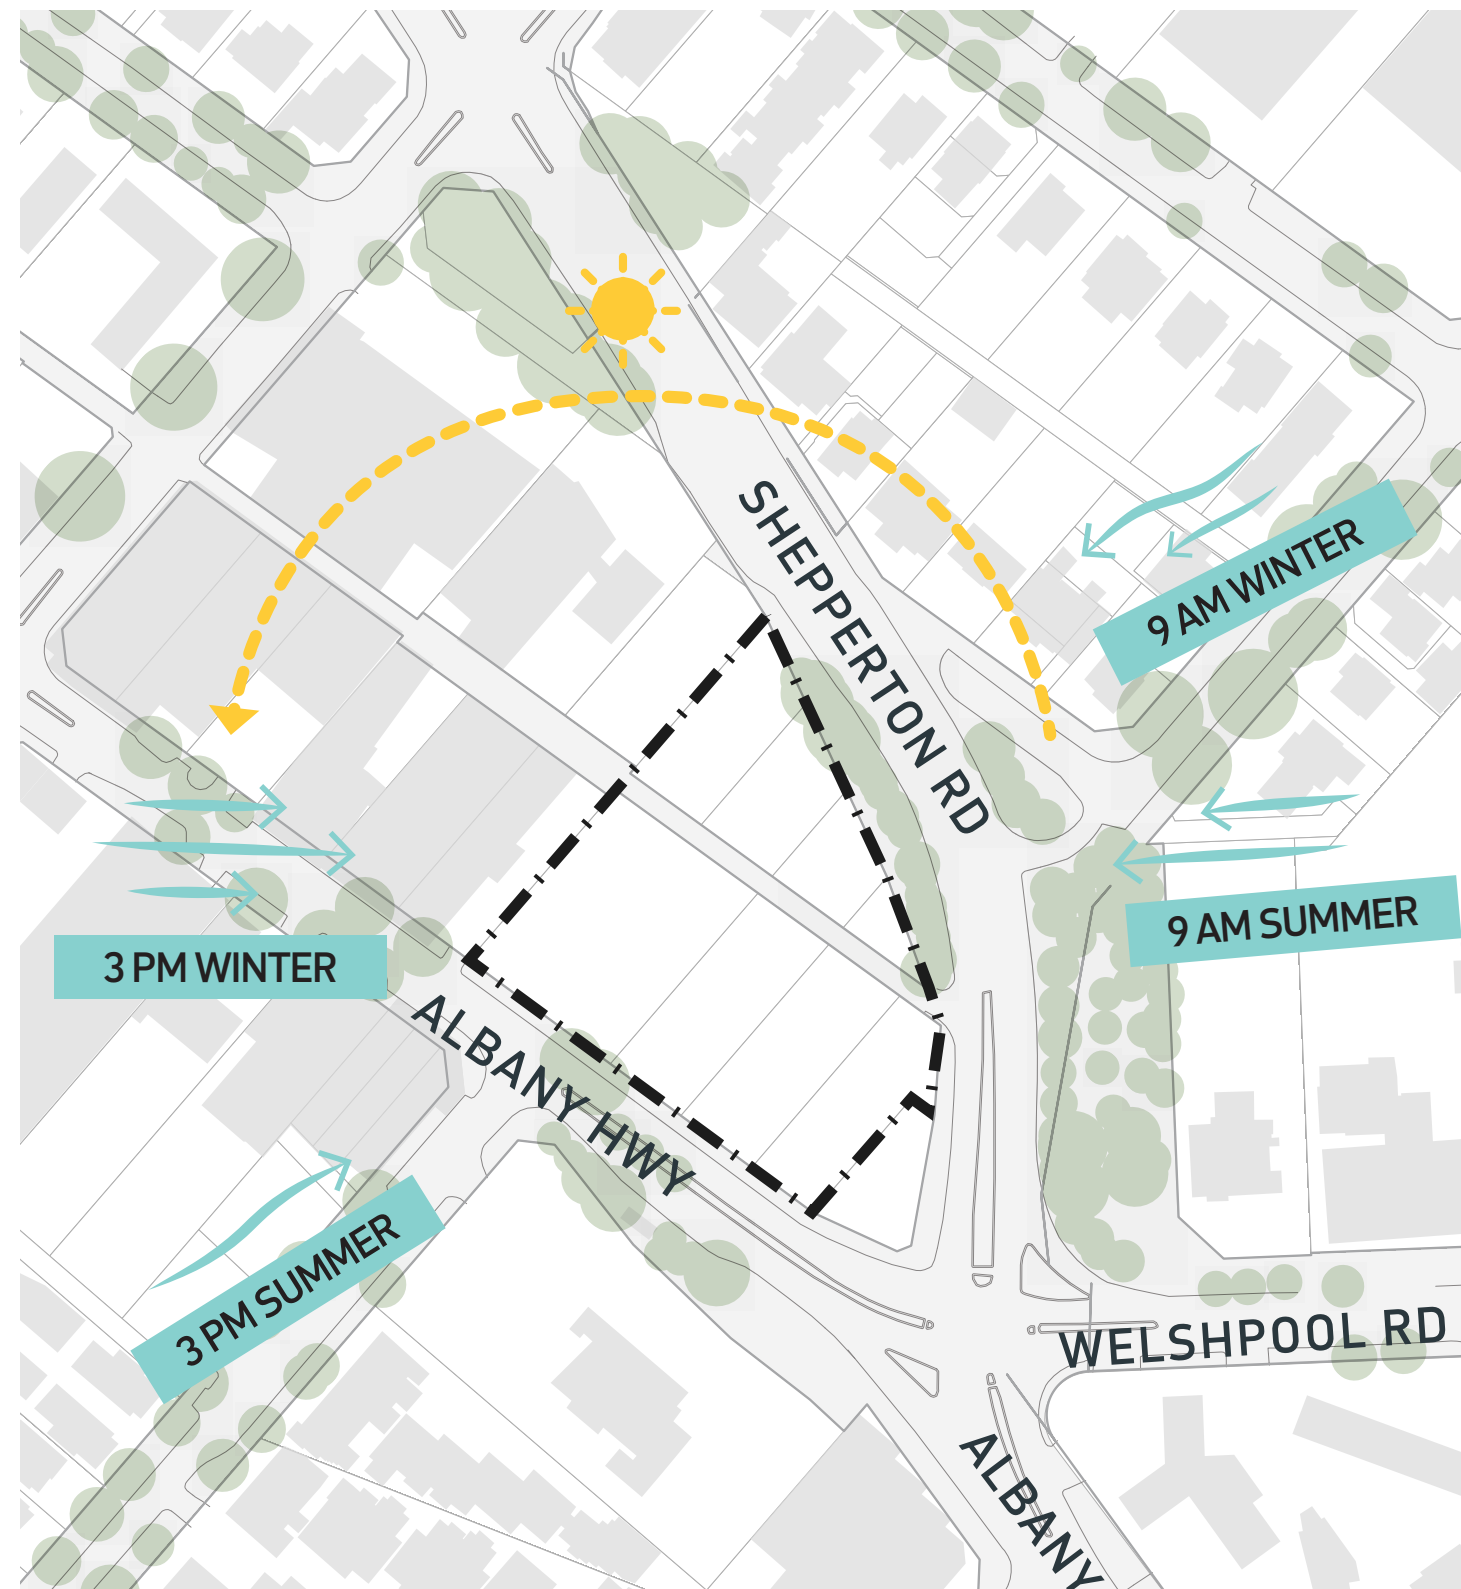 SHEPPERTON RD
9 AM WINTER
9 AM SUMMER
3 PM WINTER
ALBANY HWY
3 PM SUMMER
WELSHPOOL RD
ALBANY